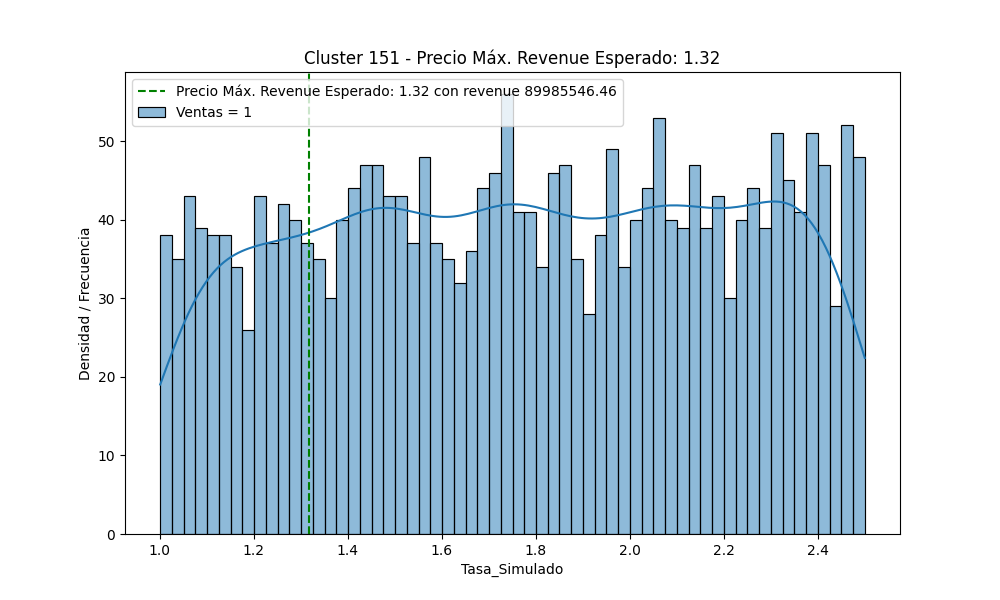 Cluster 151 - Precio Máx. Revenue Esperado: 1.32
Precio Máx. Revenue Esperado: 1.32 con revenue 89985546.46
Ventas = 1
Densidad / Frecuencia
50
40
30
20
10
0
1.0 1.2 1.4 1.6 1.8 2.0 2.2 2.4
Tasa_Simulado